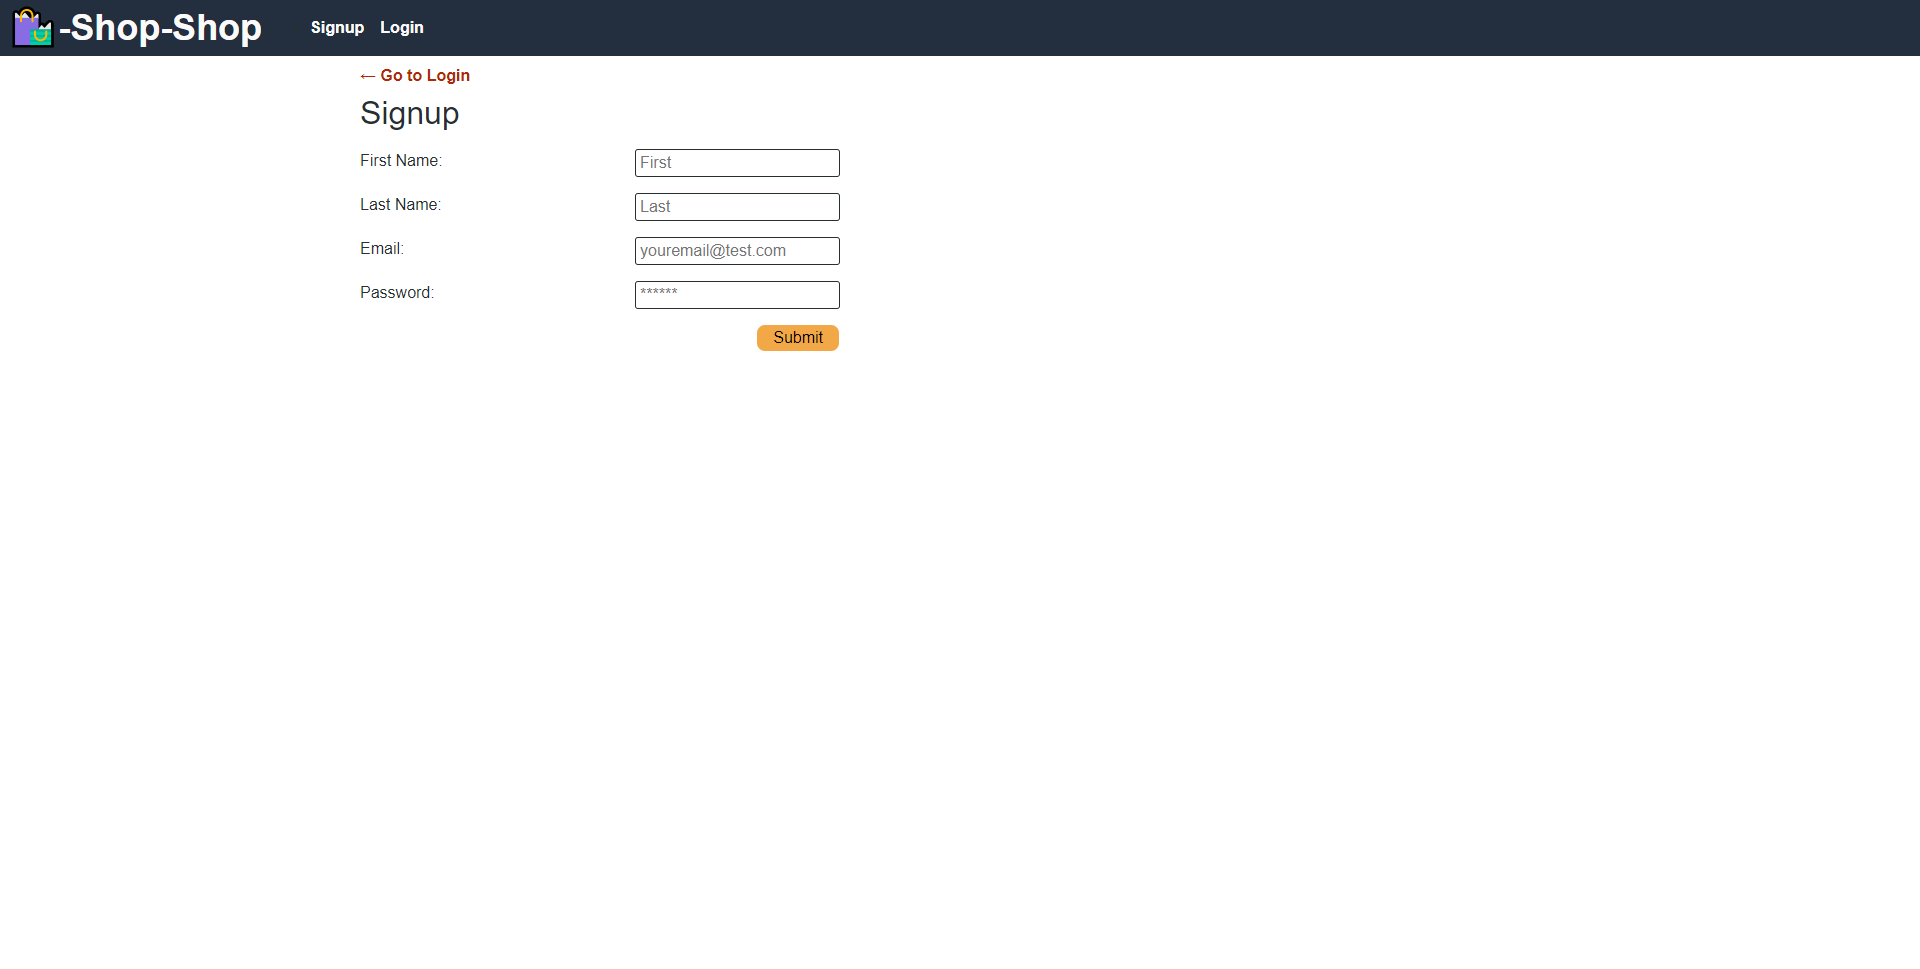 -Shop-Shop Signup Login
← Go to Login
Signup
First Name: First
Last Name: Last
Email: youremail@test.com
Password: ******
Submit